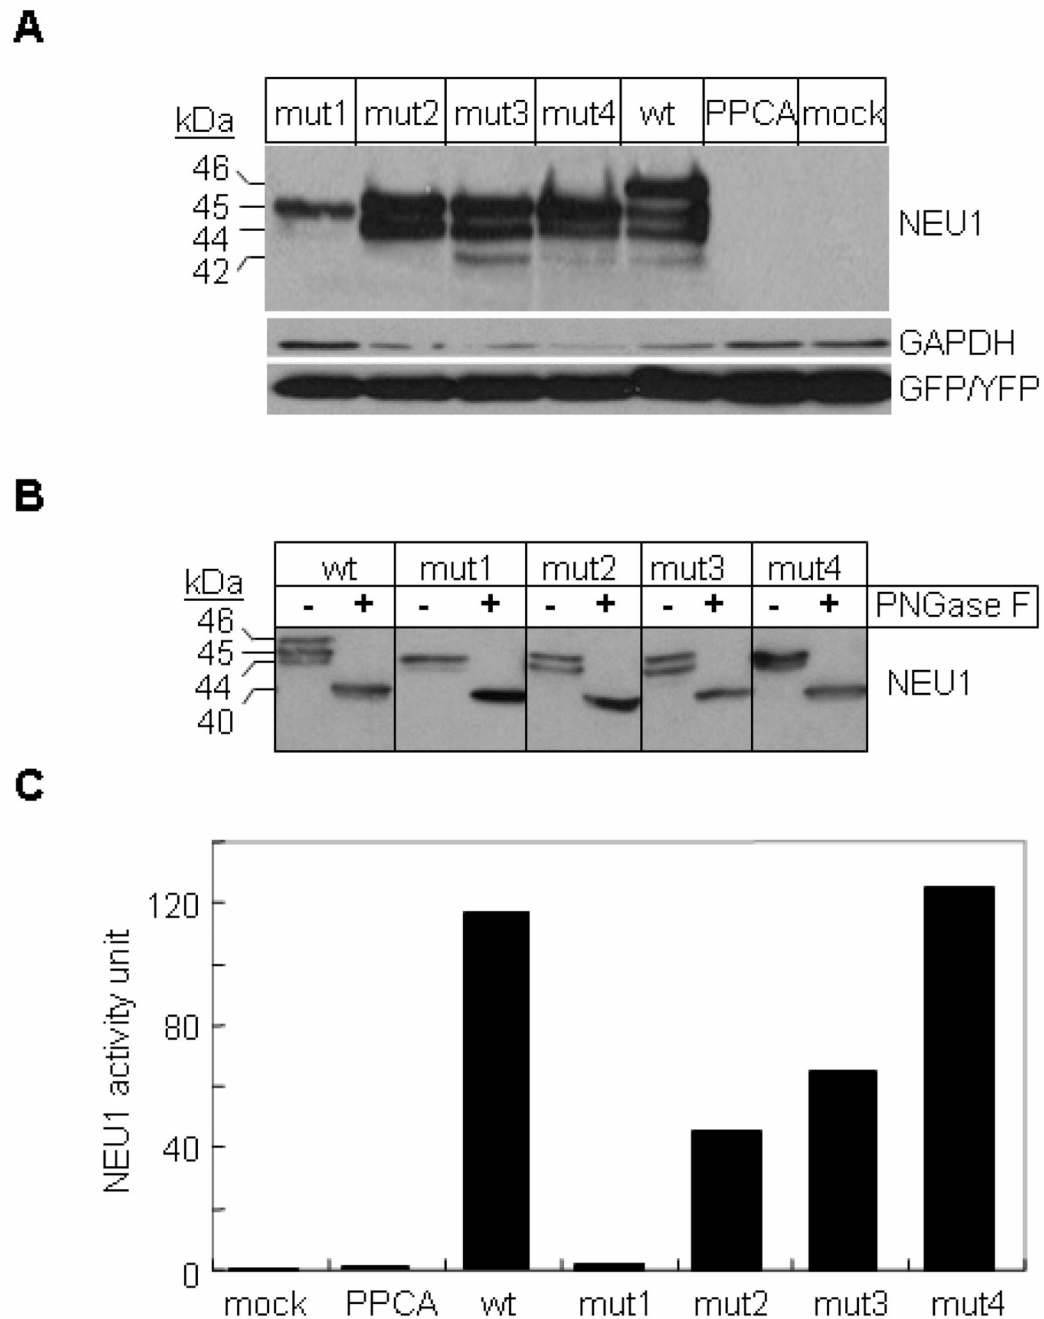 A
kDa
mut1 mut2 mut3 mut4 wt PPCA mock
46
45
44
42
NEU1
GAPDH
GFP/YFP
B
kDa
wt mut1 mut2 mut3 mut4
- + - + - + - + - + PNGase F
46
45
44
40
NEU1
C
NEU1 activity unit
120
80
40
0
mock PPCA wt mut1 mut2 mut3 mut4